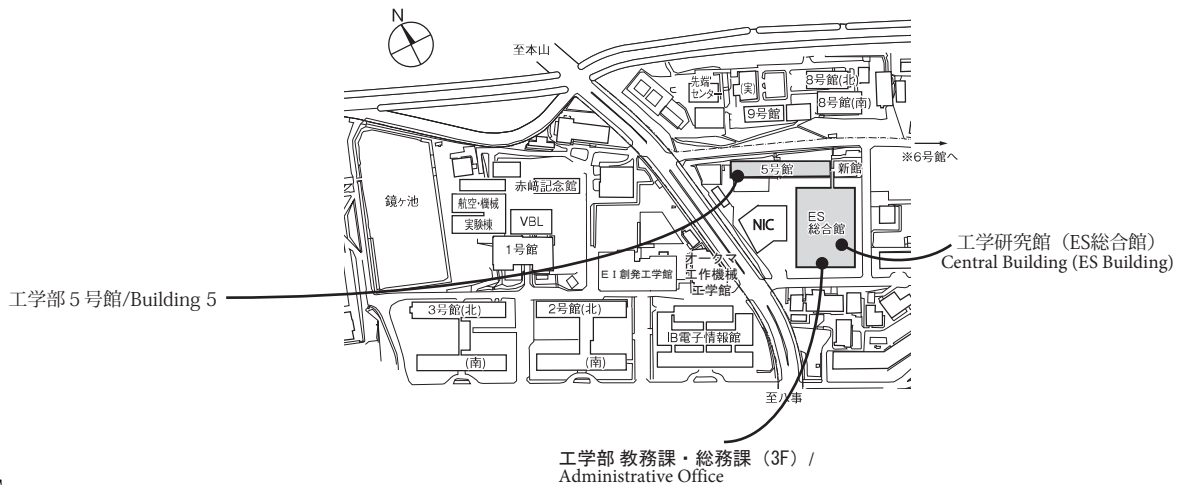 N
至本山
先端
センター
(実)
8号館(北)
8号館(南)
9号館
※6号館へ
5号館
新館
赤﨑記念館
鏡ヶ池
航空・機械
実験棟
VBL
1号館
NIC
ES
総合館
工学研究館（ES総合館）
Central Building (ES Building)
EI創発工学館
オークマ
工作機械
工学館
工学部５号館/Building 5
3号館(北)
2号館(北)
IB電子情報館
(南)
(南)
至八事
工学部 教務課・総務課（3F）/
Administrative Office